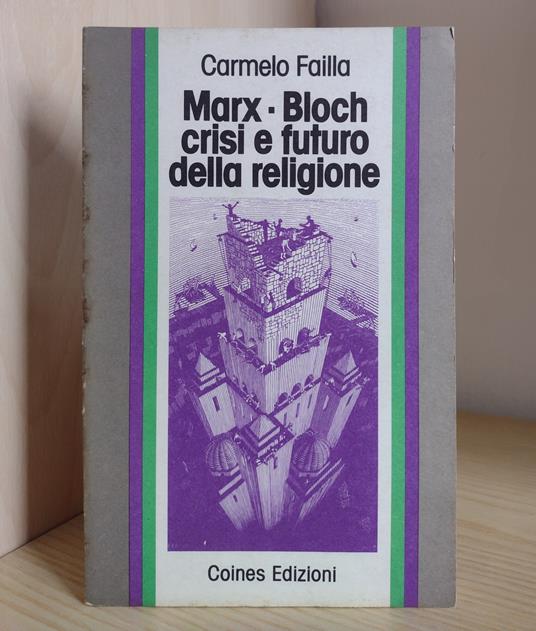 Carmelo Failla
Marx · Bloch
crisi e futuro
della religione
Coines Edizioni